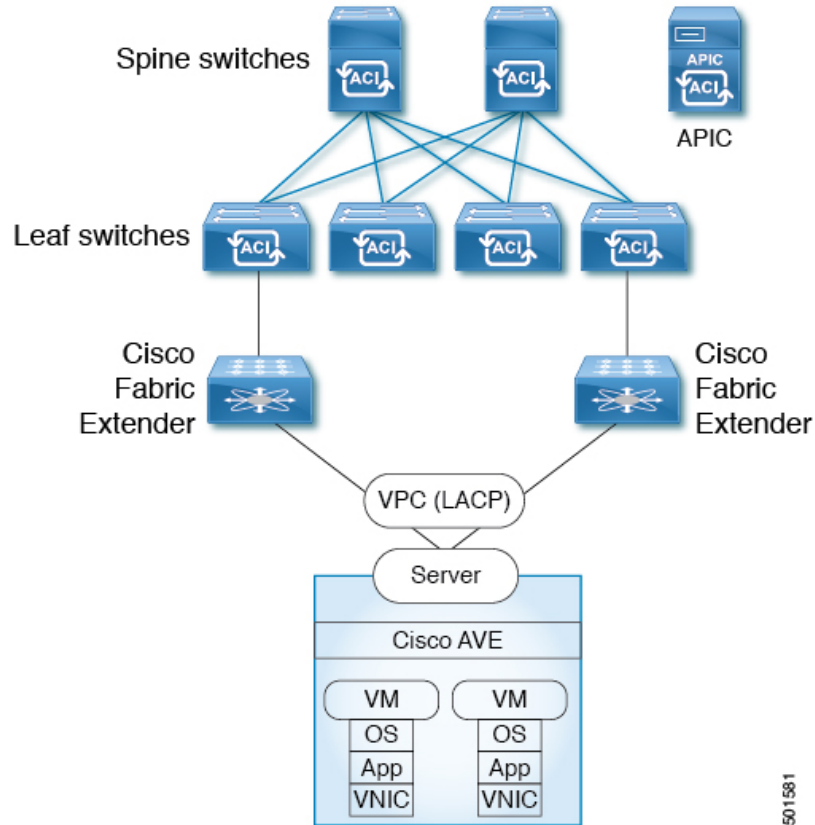 Spine switches
ACI
ACI
APIC
ACI
APIC
Leaf switches
ACI
ACI
ACI
ACI
Cisco
Fabric
Extender
Cisco
Fabric
Extender
VPC (LACP)
Server
Cisco AVE
VM
VM
OS
OS
App
App
VNIC
VNIC
501581